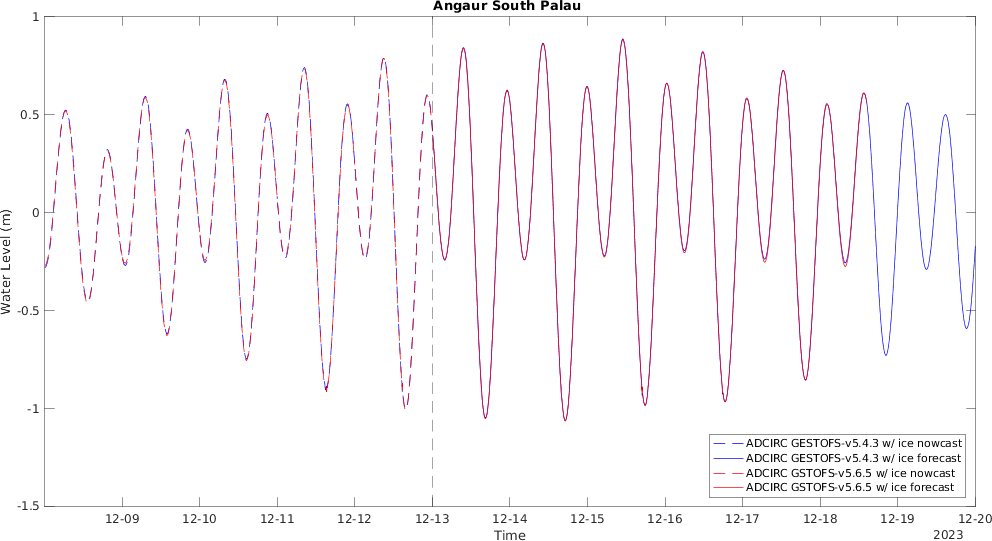 Angaur South Palau
1
0.5
0
-0.5
-1
-1.5
Water Level (m)
12-09
12-10
12-11
12-12
12-13
12-14
12-15
12-16
12-17
12-18
12-19
12-20
Time
2023
ADCIRC GESTOFS-v5.4.3 w/ ice nowcast
ADCIRC GESTOFS-v5.4.3 w/ ice forecast
ADCIRC GSTOFS-v5.6.5 w/ ice nowcast
ADCIRC GSTOFS-v5.6.5 w/ ice forecast